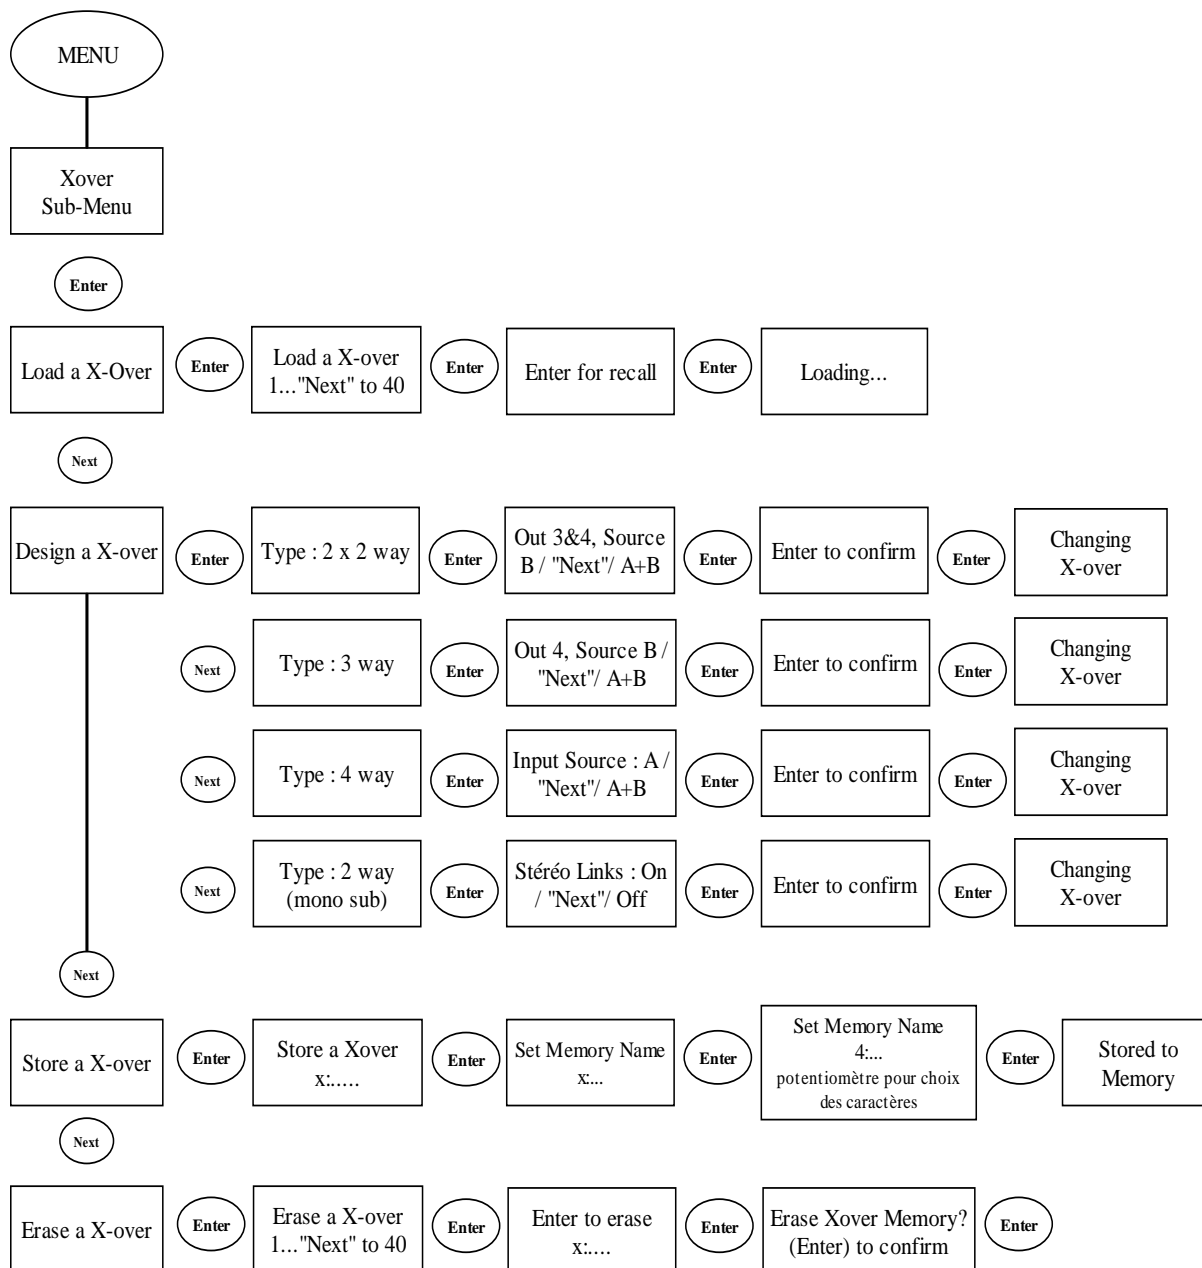 MENU
Xover
Sub-Menu
Enter
Load a X-Over
Enter
Load a X-over
1..."Next" to 40
Enter
Enter for recall
Enter
Loading...
Next
Design a X-over
Enter
Type : 2 x 2 way
Enter
Out 3&4, Source
B / "Next"/ A+B
Enter
Enter to confirm
Enter
Changing
X-over
Next
Type : 3 way
Enter
Out 4, Source B /
"Next"/ A+B
Enter
Enter to confirm
Enter
Changing
X-over
Next
Type : 4 way
Enter
Input Source : A /
"Next"/ A+B
Enter
Enter to confirm
Enter
Changing
X-over
Next
Type : 2 way
(mono sub)
Enter
Stéréo Links : On
/ "Next"/ Off
Enter
Enter to confirm
Enter
Changing
X-over
Next
Store a X-over
Enter
Store a Xover
x:.....
Enter
Set Memory Name
x:...
Enter
Set Memory Name
4:...
potentiomètre pour choix
des caractères
Enter
Stored to
Memory
Next
Erase a X-over
Enter
Erase a X-over
1..."Next" to 40
Enter
Enter to erase
x:....
Enter
Erase Xover Memory?
(Enter) to confirm
Enter